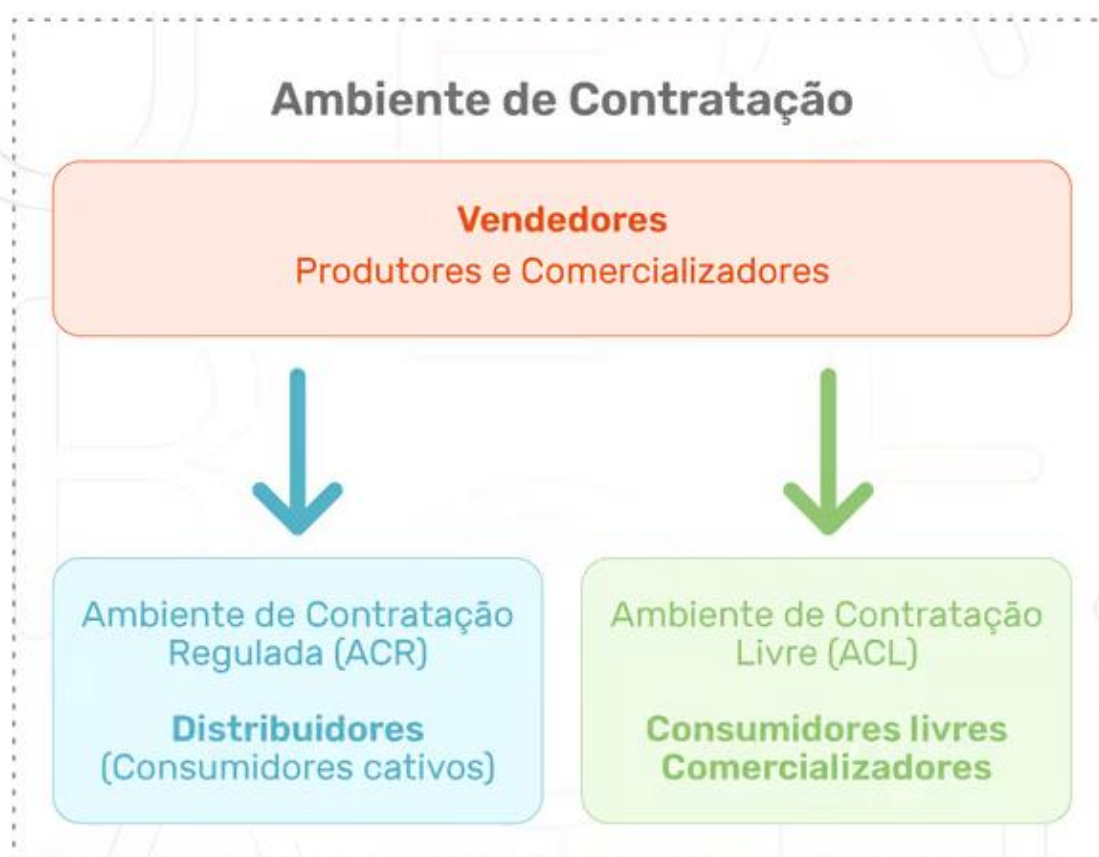 Ambiente de Contratação
Vendedores
Produtores e Comercializadores
Ambiente de Contratação
Regulada (ACR)
Distribuidores
(Consumidores cativos)
Ambiente de Contratação
Livre (ACL)
Consumidores livres
Comercializadores